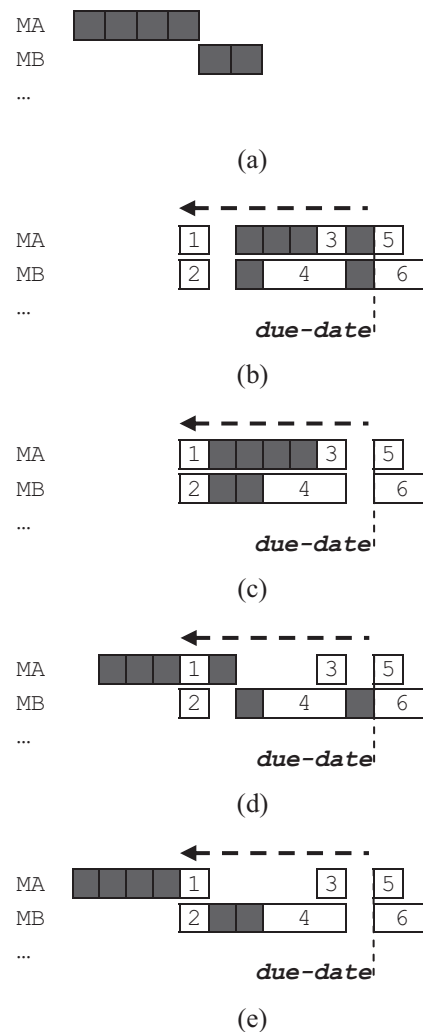 MA
MB
…
(a)
MA 1 3 5
MB 2 4 6
…
due-date
(b)
MA 1 3 5
MB 2 4 6
…
due-date
(c)
MA 1 3 5
MB 2 4 6
…
due-date
(d)
MA 1 3 5
MB 2 4 6
…
due-date
(e)